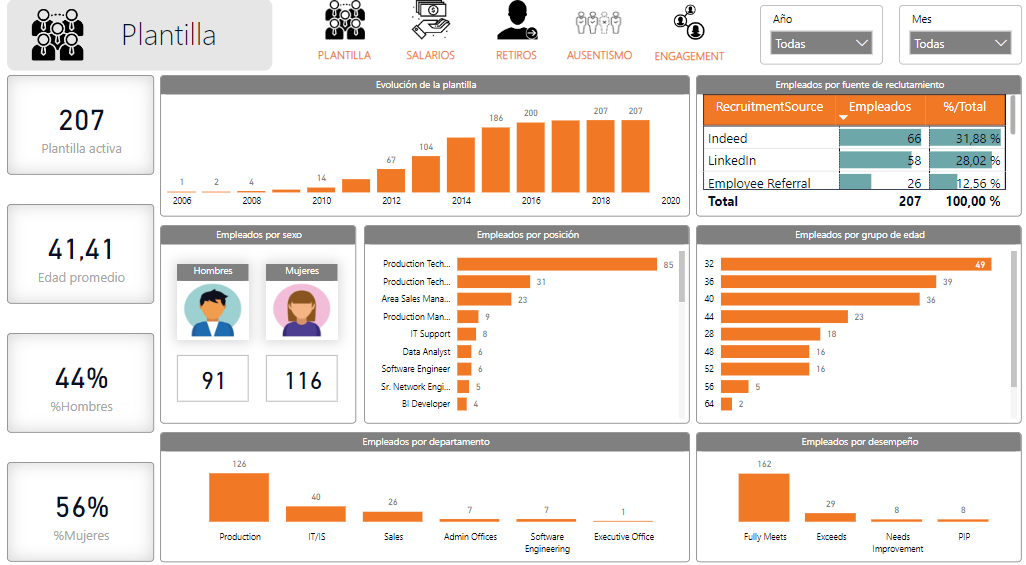 Plantilla
PLANTILLA
SALARIOS
RETIROS
AUSENTISMO
ENGAGEMENT
Año
Todas
Mes
Todas
207
Plantilla activa
41,41
Edad promedio
44%
%Hombres
56%
%Mujeres
Evolución de la plantilla
1 2 4 14 67 104 186 200 207 207
2006 2008 2010 2012 2014 2016 2018 2020
Empleados por fuente de reclutamiento
RecruitmentSource Empleados %/Total
Indeed 66 31,88 %
LinkedIn 58 28,02 %
Employee Referral 26 12,56 %
Total 207 100,00 %
Empleados por sexo
Hombres Mujeres
91 116
Empleados por posición
Production Tech... 85
Production Tech... 31
Area Sales Mana... 23
Production Man... 9
IT Support 8
Data Analyst 6
Software Engineer 6
Sr. Network Engi... 5
BI Developer 4
Empleados por grupo de edad
32 49
36 39
40 36
44 23
28 18
48 16
52 16
56 5
64 2
Empleados por departamento
126 40 26 7 7 1
Production IT/IS Sales Admin Offices Software Engineering Executive Office
Empleados por desempeño
162 29 8 8
Fully Meets Exceeds Needs Improvement PIP